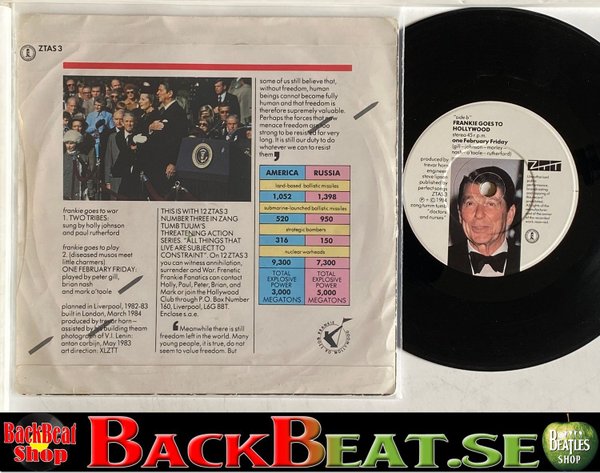 ZTAS 3
frankie goes to war
1. TWO TRIBES:
sung by holly johnson
and paul rutherford
frankie goes to play
2. (diseased musos meet
little charmers)
ONE FEBRUARY FRIDAY:
played by peter gill,
brian nash
and mark o'toole
planned in Liverpool, 1982-83
built in London, March 1984
produced by trevor horn –
assisted by his building theam
photograph of V.I. Lenin:
anton corbijn, May 1983
art direction: XLZTT
THIS IS WITH 12 ZTAS 3
NUMBER THREE IN ZANG
TUMB TUUM'S
THREATENING ACTION
SERIES. "ALL THINGS THAT
LIVE ARE SUBJECT TO
CONSTRAINT". On 12 ZTAS 3
you can witness annihilation,
surrender and War. Frenetic
Frankie Fanatics can contact
Holly, Paul, Peter, Brian, and
Mark or join the Hollywood
Club through P.O. Box Number
160, Liverpool, L69 8BT.
Enclose s.a.e.
“Meanwhile there is still
freedom left in the world. Many
young people, it is true, do not
seem to value freedom. But
some of us still believe that,
without freedom, human
beings cannot become fully
human and that freedom is
therefore supremely valuable.
Perhaps the forces that now
menace freedom are too
strong to be resisted for very
long. It is still our duty to do
whatever we can to resist
them”
AMERICA RUSSIA
land-based ballistic missiles
1,052 1,398
submarine-launched ballistic missiles
520 950
strategic bombers
316 150
nuclear warheads
9,300 7,300
TOTAL EXPLOSIVE POWER 3,000 MEGATONS
TOTAL EXPLOSIVE POWER 5,000 MEGATONS
"side b"
FRANKIE GOES TO
HOLLYWOOD
stereo 45 r.p.m.
one February Friday
(gill – johnson – morley –
nash – o'toole – rutherford)
produced by
trevor horn
ZTT
BackBeat
Shop
BACKBEAT.SE
BEATLES
SHOP